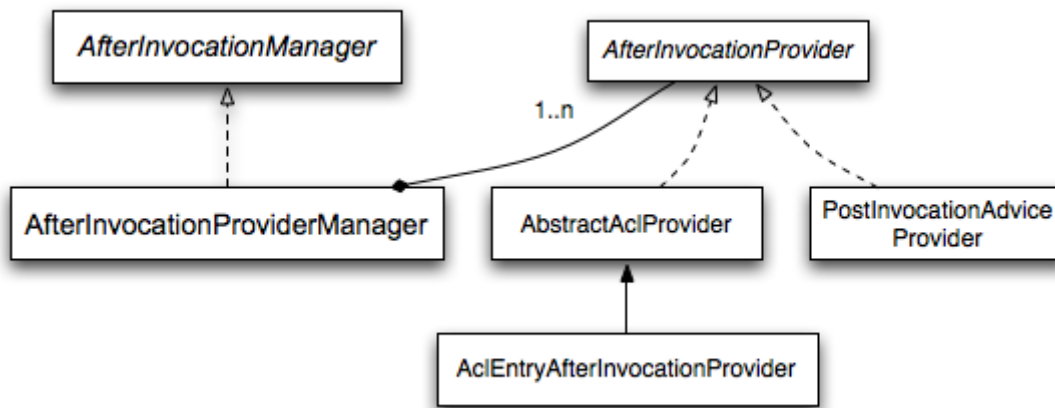 AfterInvocationManager
AfterInvocationProvider
1..n
AfterInvocationProviderManager
AbstractAclProvider
PostInvocationAdvice
Provider
AclEntryAfterInvocationProvider